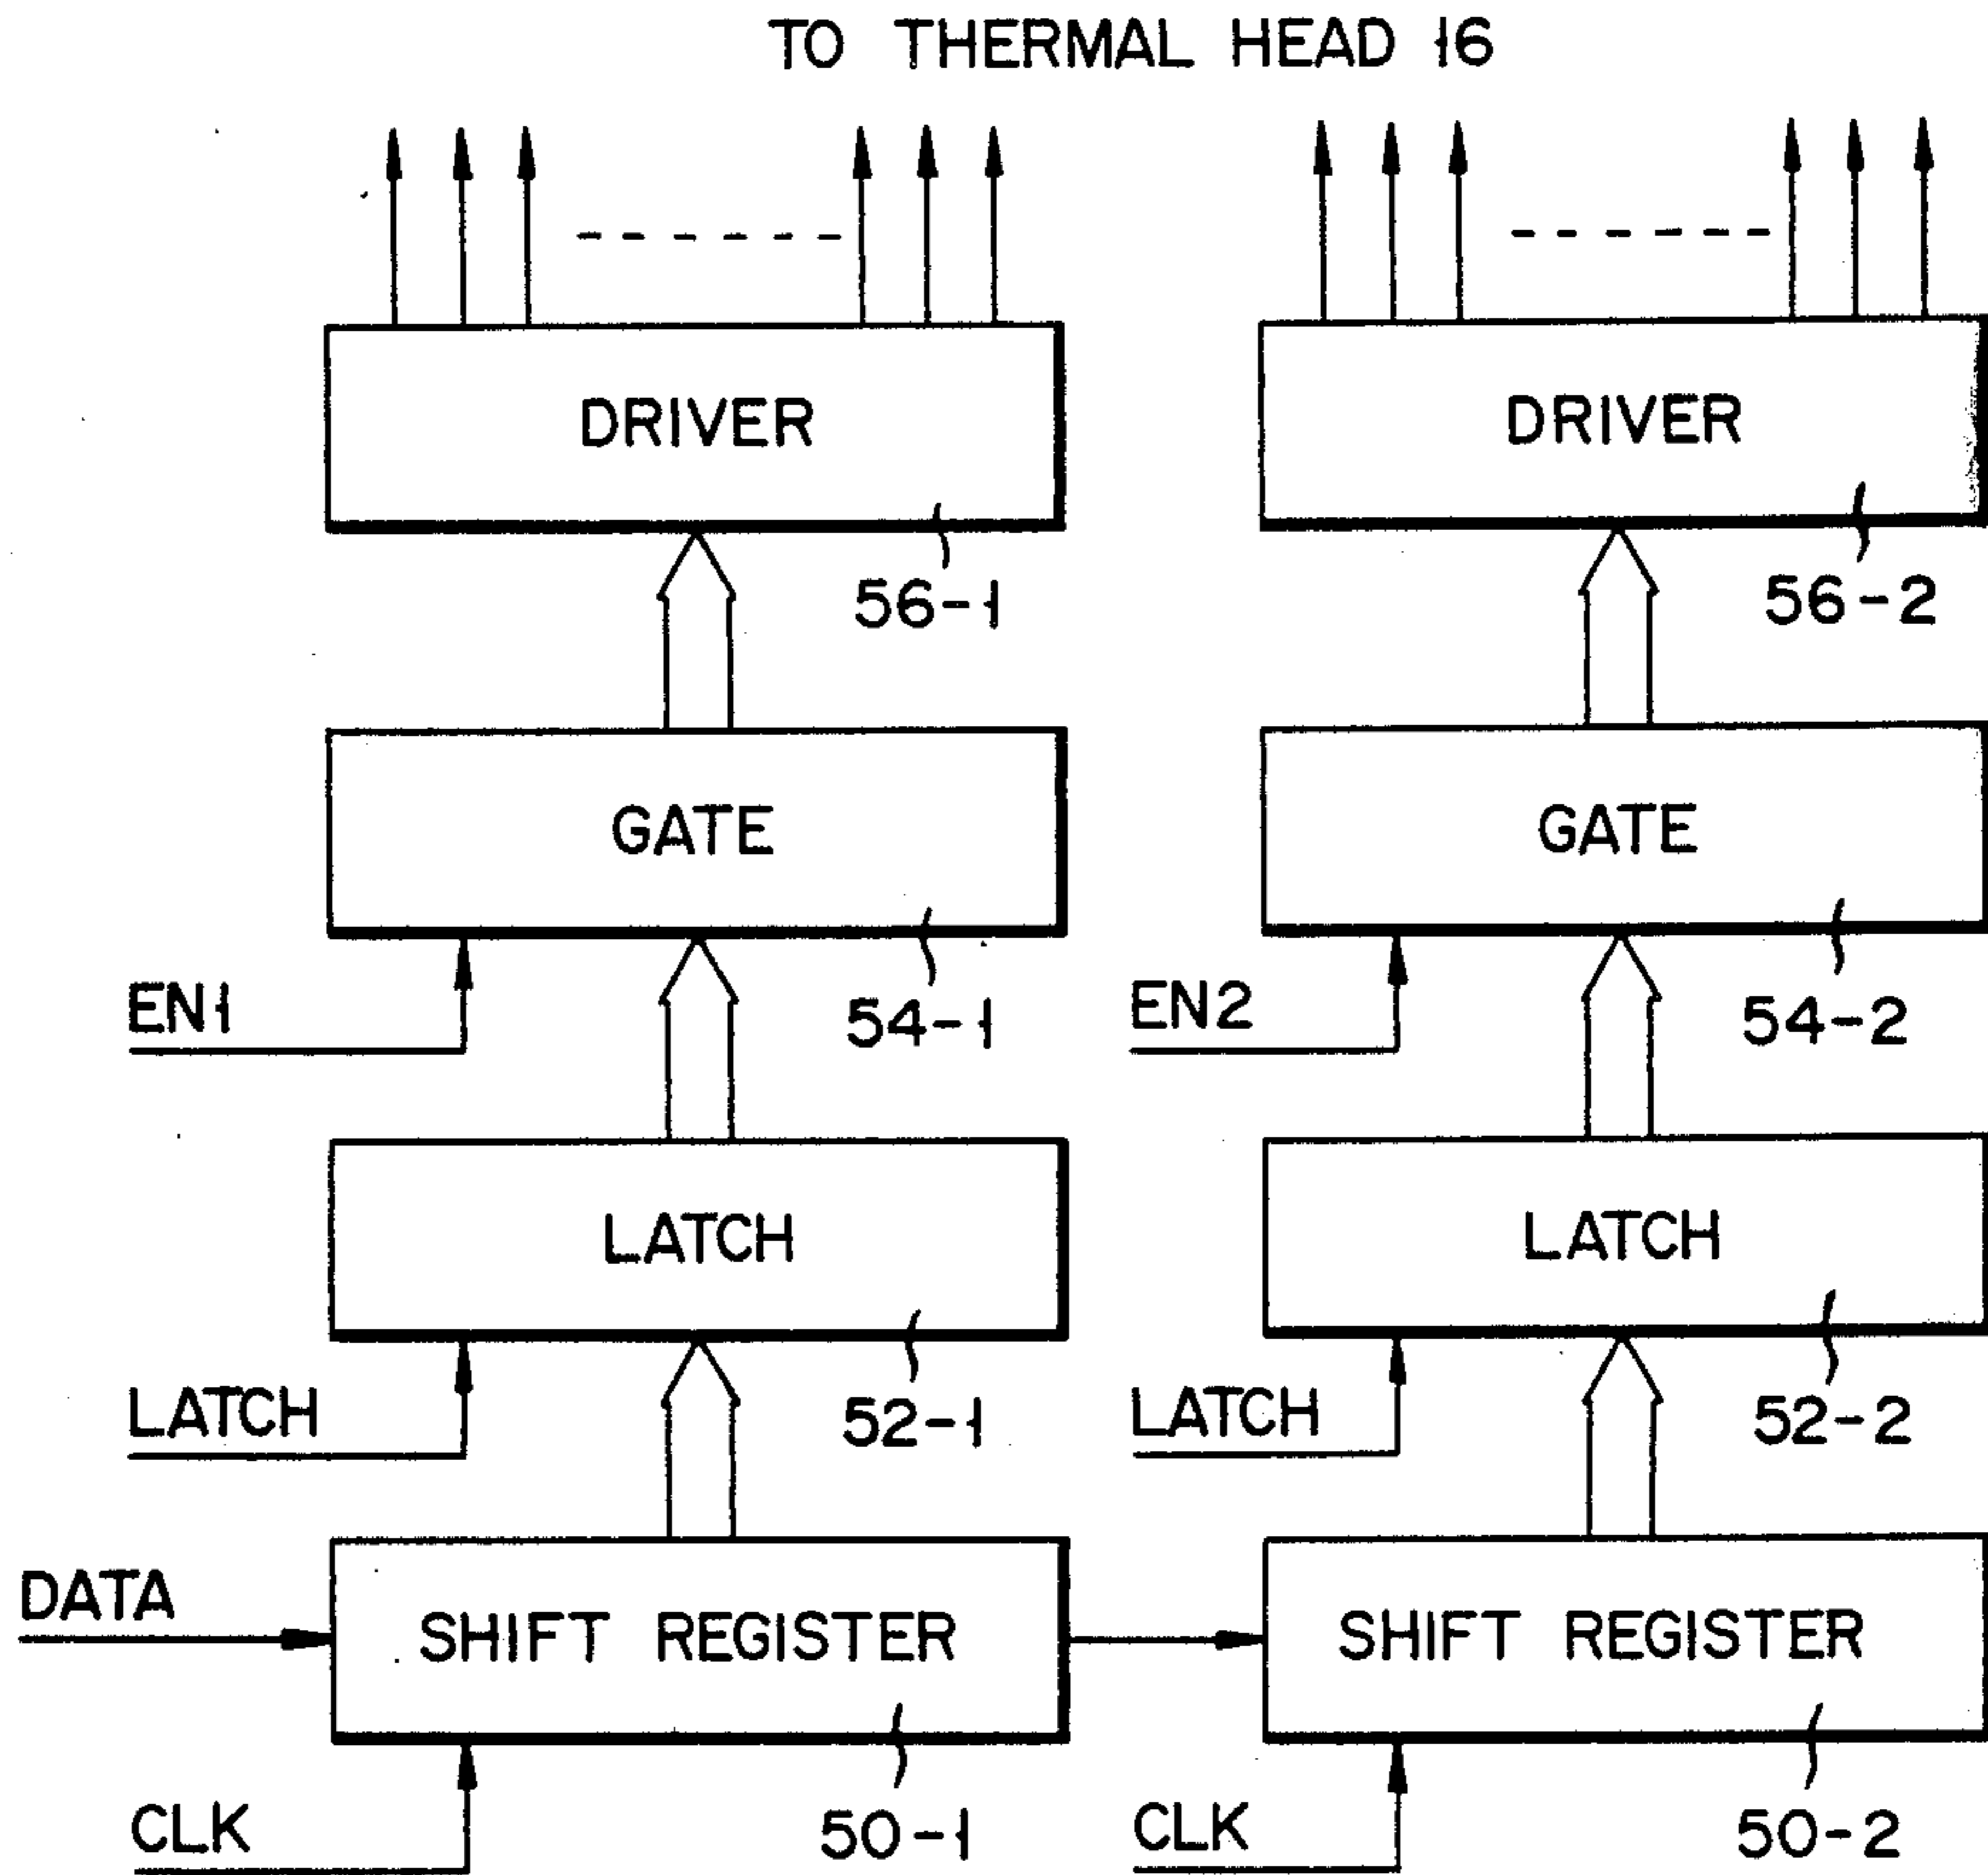 TO THERMAL HEAD 16
DRIVER
DRIVER
56-1
56-2
GATE
GATE
EN1
54-1
EN2
54-2
LATCH
LATCH
LATCH
52-1
LATCH
52-2
DATA
SHIFT REGISTER
SHIFT REGISTER
CLK
50-1
CLK
50-2